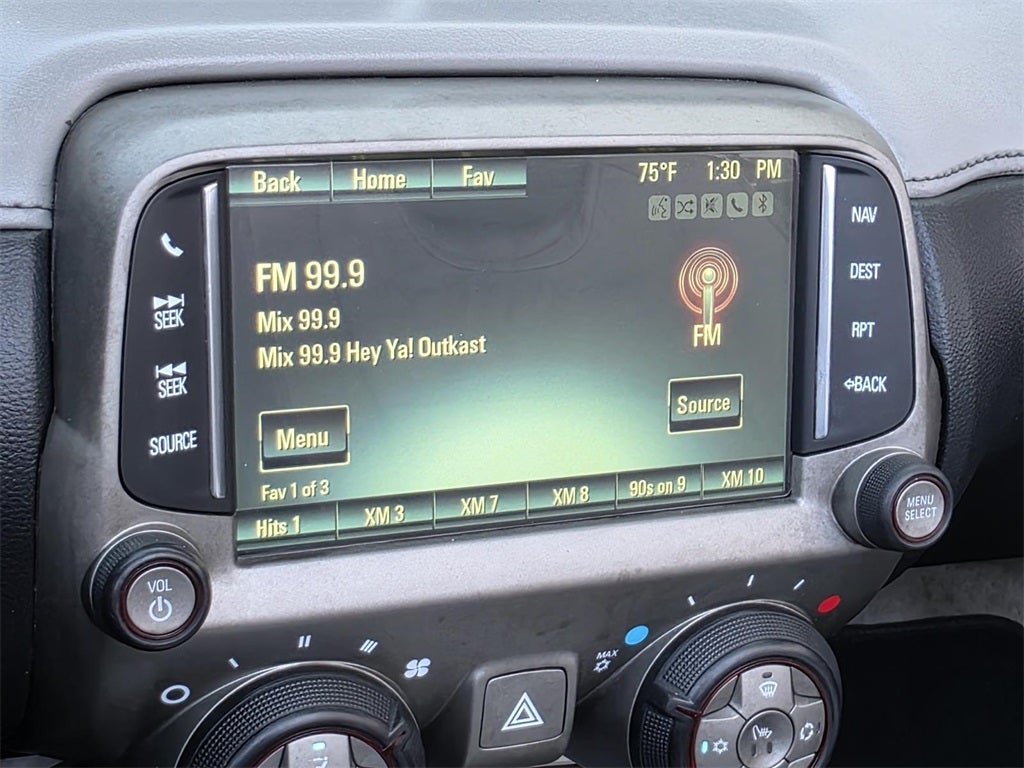 Back Home Fav 75°F 1:30 PM
FM 99.9
Mix 99.9
Mix 99.9 Hey Ya! Outkast
FM
Menu
Source
Fav 1 of 3
Hits 1 XM 3 XM 7 XM 8 90s on 9 XM 10
SEEK
SEEK
SOURCE
NAV
DEST
RPT
BACK
VOL
MENU
SELECT
MAX